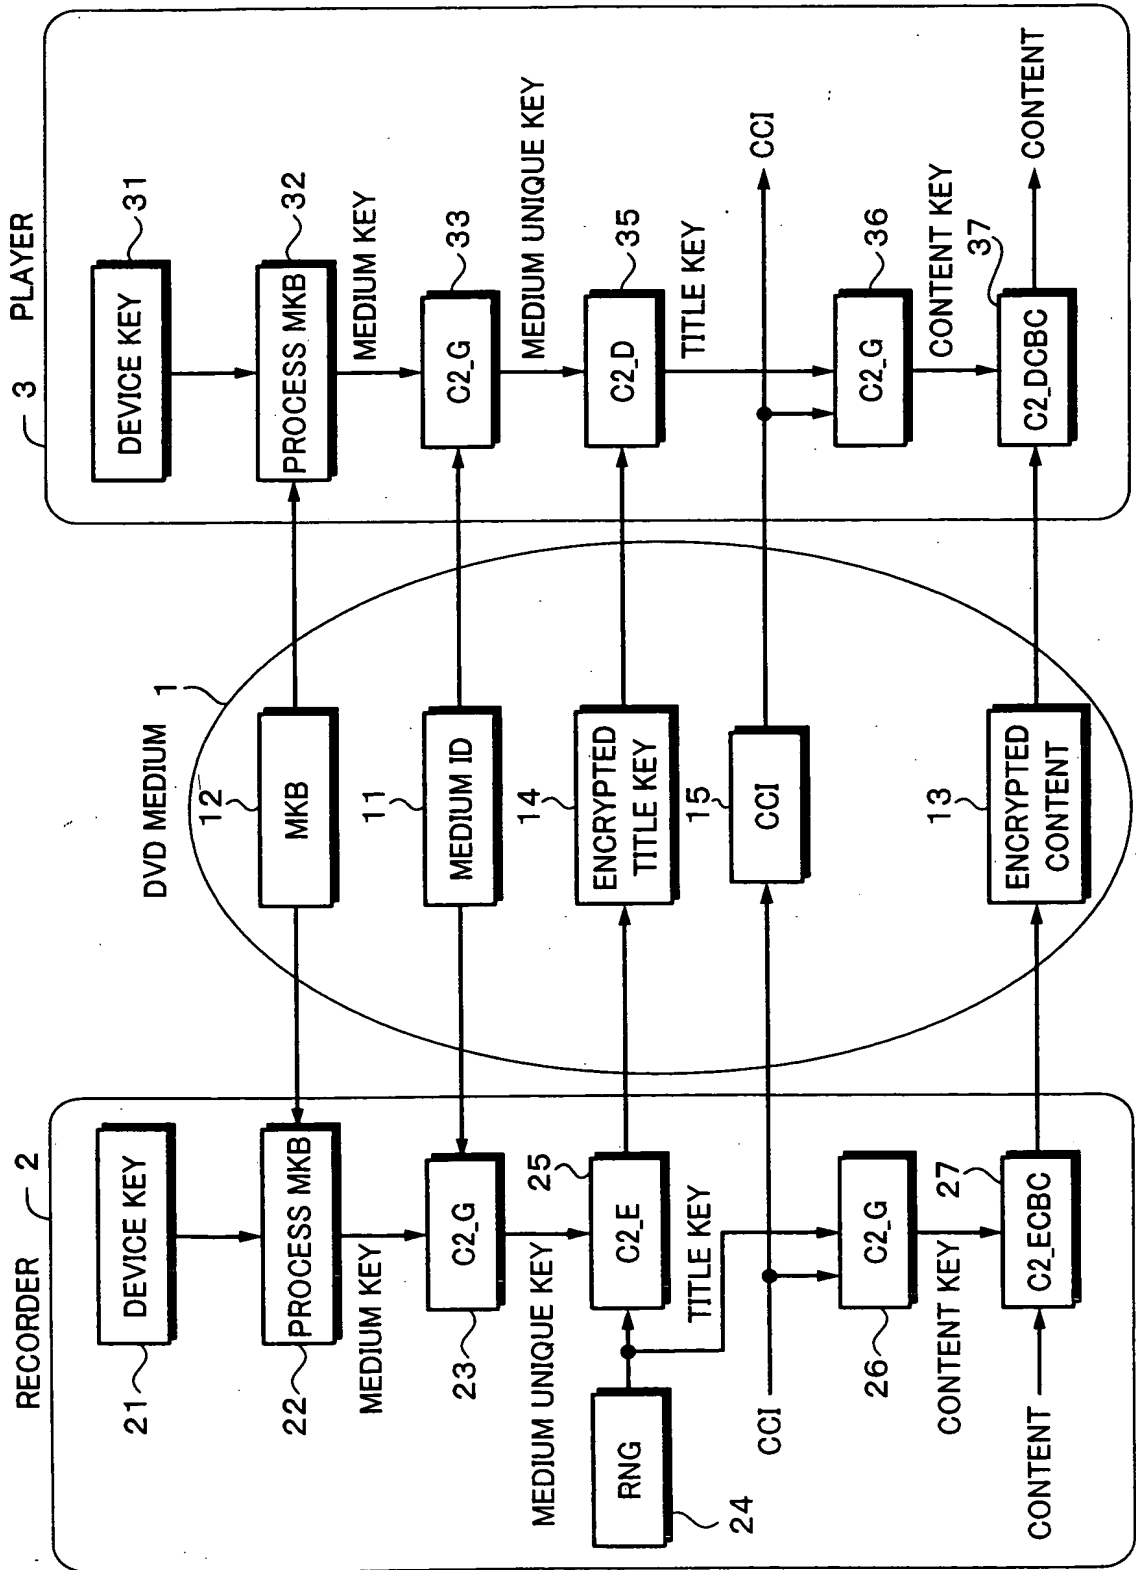 RECORDER
2
DEVICE KEY
21
PROCESS MKB
22
MEDIUM KEY
C2_G
23
MEDIUM UNIQUE KEY
C2_E
25
RNG
24
TITLE KEY
CCI
C2_G
26
CONTENT KEY
C2_ECBC
27
CONTENT
DVD MEDIUM
1
MKB
12
MEDIUM ID
11
ENCRYPTED
TITLE KEY
14
CCI
15
ENCRYPTED
CONTENT
13
3
PLAYER
DEVICE KEY
31
PROCESS MKB
32
MEDIUM KEY
C2_G
33
MEDIUM UNIQUE KEY
C2_D
35
TITLE KEY
CCI
C2_G
36
CONTENT KEY
C2_DCBC
37
CONTENT